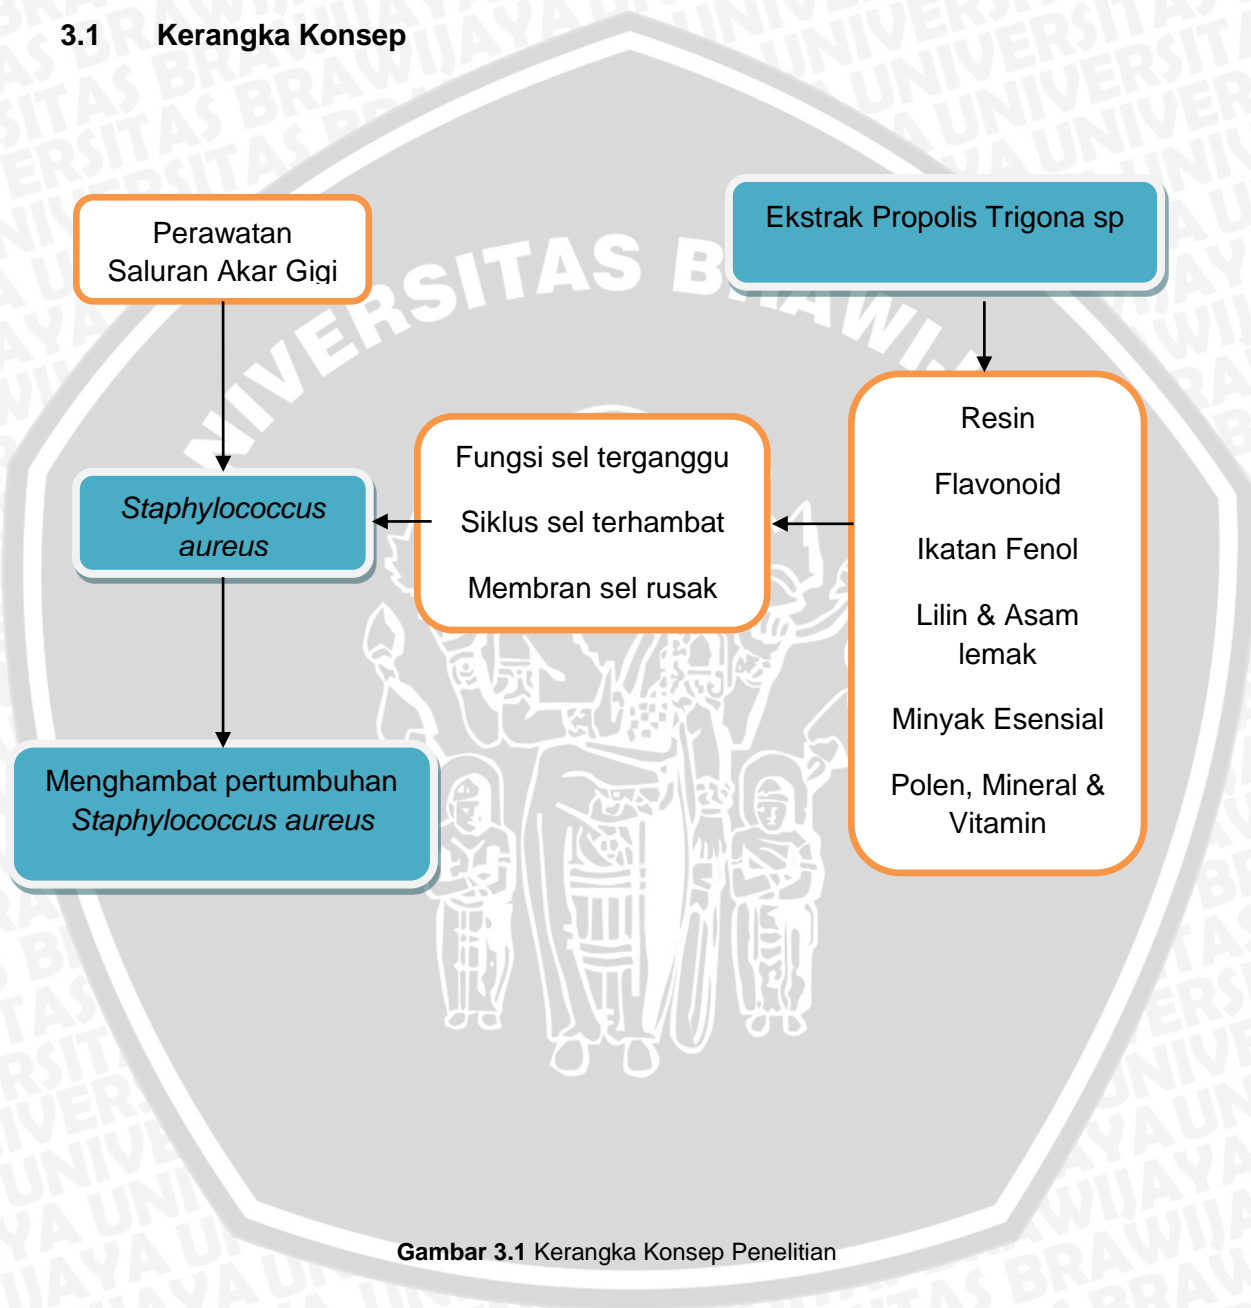 3.1 Kerangka Konsep
Perawatan
Saluran Akar Gigi
Ekstrak Propolis Trigona sp
Resin
Flavonoid
Ikatan Fenol
Lilin & Asam
lemak
Minyak Esensial
Polen, Mineral &
Vitamin
Fungsi sel terganggu
Siklus sel terhambat
Membran sel rusak
Staphylococcus
aureus
Menghambat pertumbuhan
Staphylococcus aureus
Gambar 3.1 Kerangka Konsep Penelitian